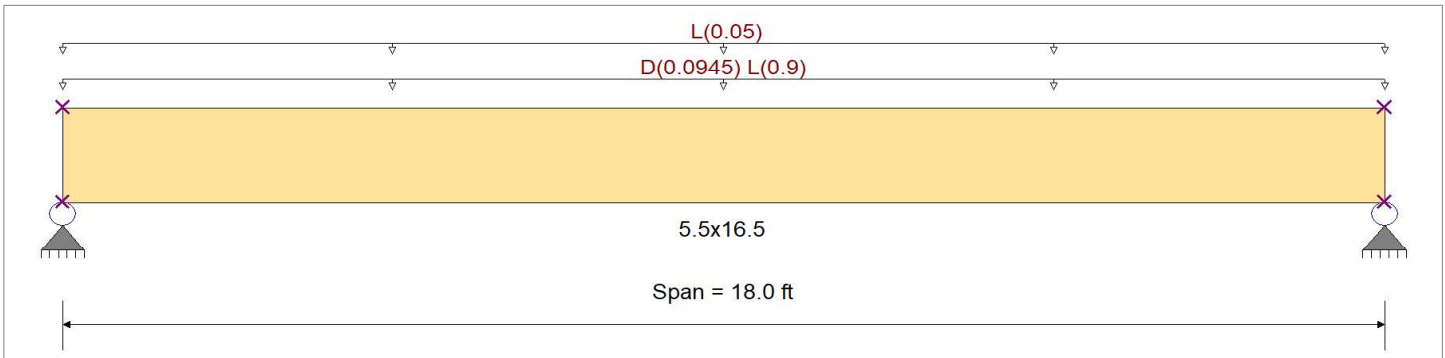 L(0.05)
D(0.0945) L(0.9)
5.5x16.5
Span = 18.0 ft